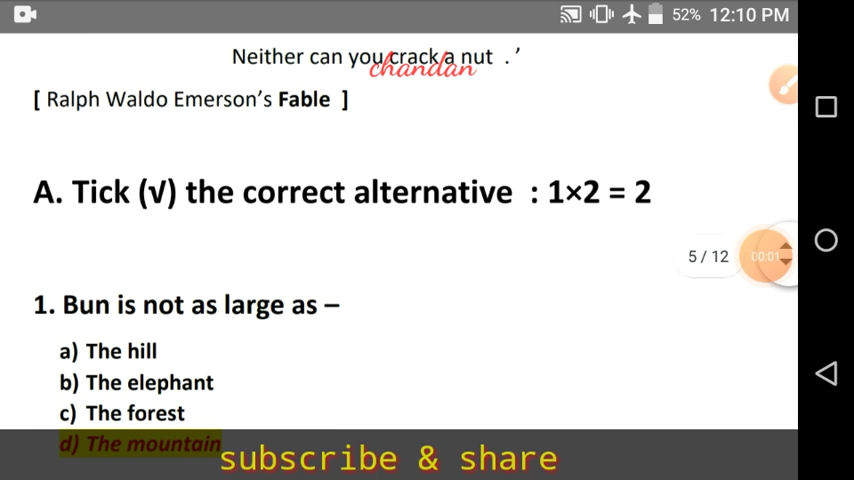 52% 12:10 PM
Neither can you crack a nut . ’
chandan
[ Ralph Waldo Emerson’s Fable ]
A. Tick (√) the correct alternative : 1×2 = 2
5 / 12
00:01
1. Bun is not as large as –
a) The hill
b) The elephant
c) The forest
d) The mountain
subscribe & share